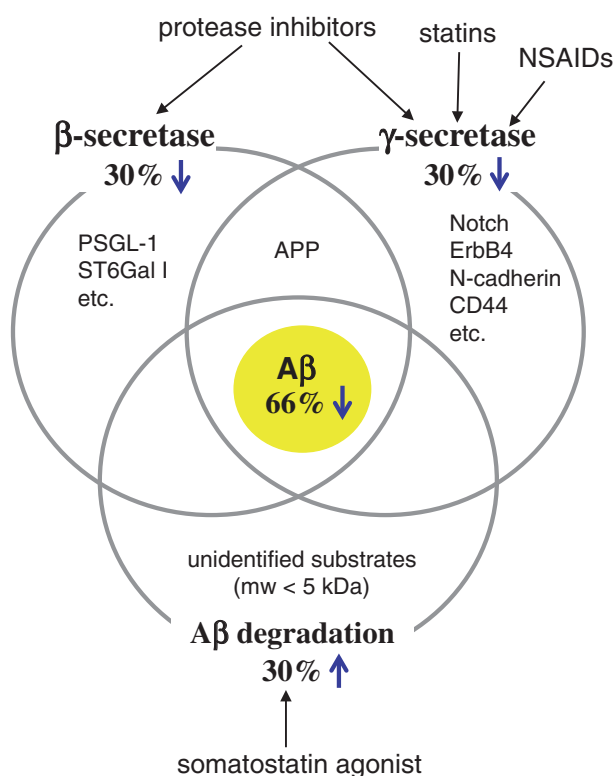 protease inhibitors
statins
NSAIDs
β-secretase
30% ↓
γ-secretase
30% ↓
PSGL-1
ST6Gal I
etc.
APP
Notch
ErbB4
N-cadherin
CD44
etc.
Aβ
66% ↓
unidentified substrates
(mw < 5 kDa)
Aβ degradation
30% ↑
somatostatin agonist